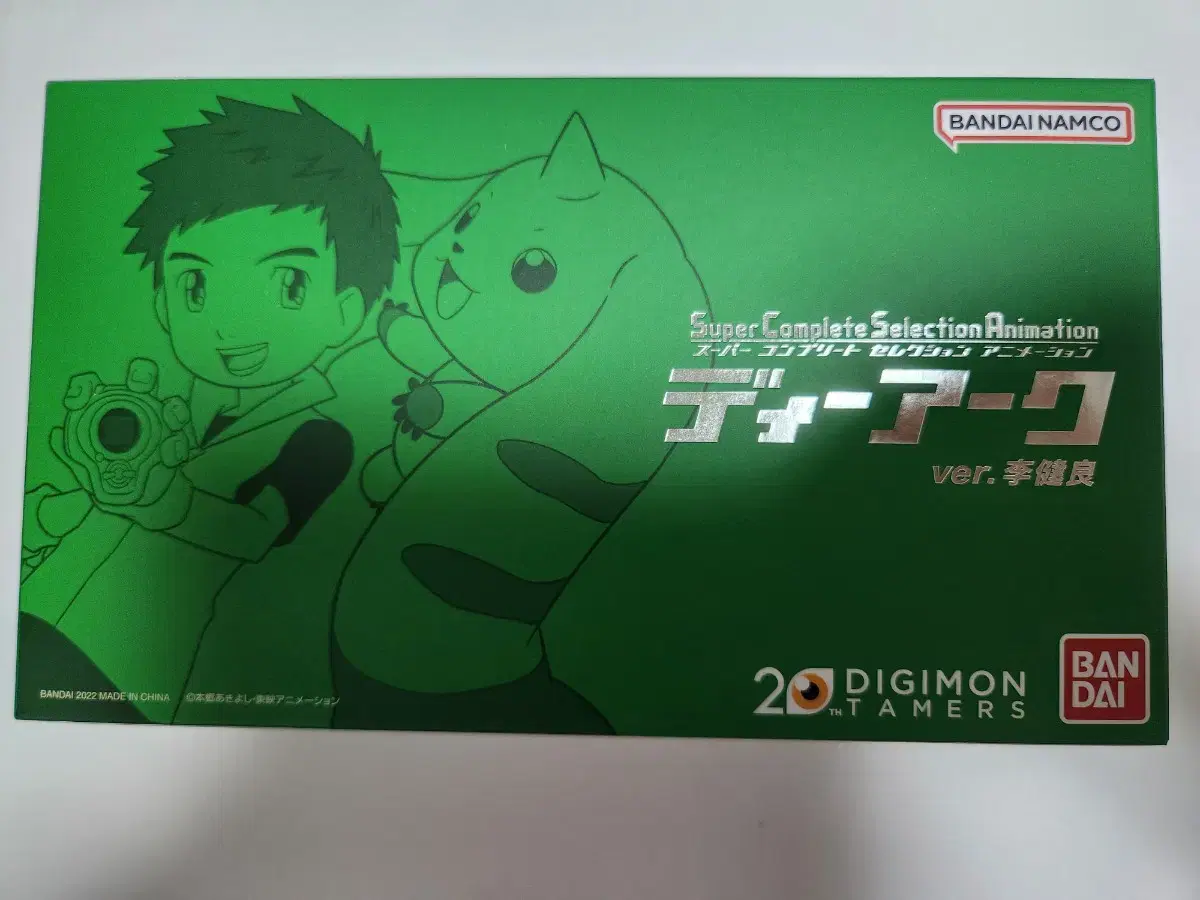 BANDAI NAMCO
Super Complete Selection Animation
スーパー コンプリート セレクション アニメーション
ディーアーク
ver. 李健良
BANDAI 2022 MADE IN CHINA ©本郷あきよし・東映アニメーション
20TH DIGIMON TAMERS
BAN
DAI